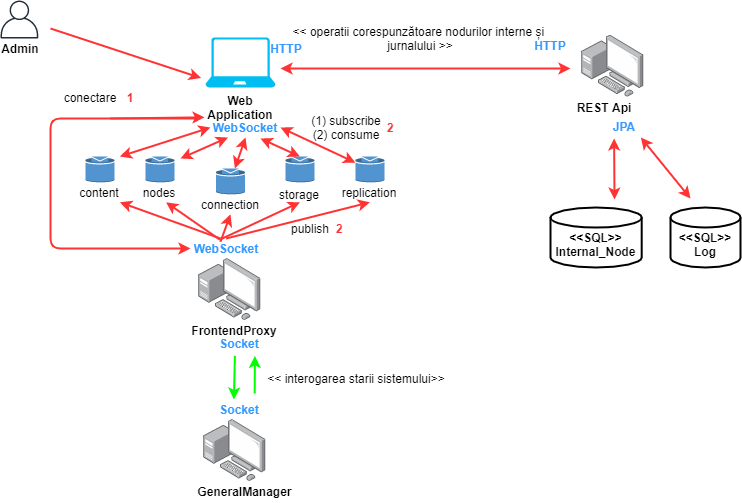 Admin
<< operatii corespunzătoare nodurilor interne și
jurnalului >>
HTTP
HTTP
Web
Application
REST Api
conectare 1
WebSocket
(1) subscribe
(2) consume 2
JPA
content
nodes
connection
storage
replication
publish 2
<<SQL>>
Internal_Node
<<SQL>>
Log
WebSocket
FrontendProxy
Socket
<< interogarea starii sistemului>>
Socket
GeneralManager